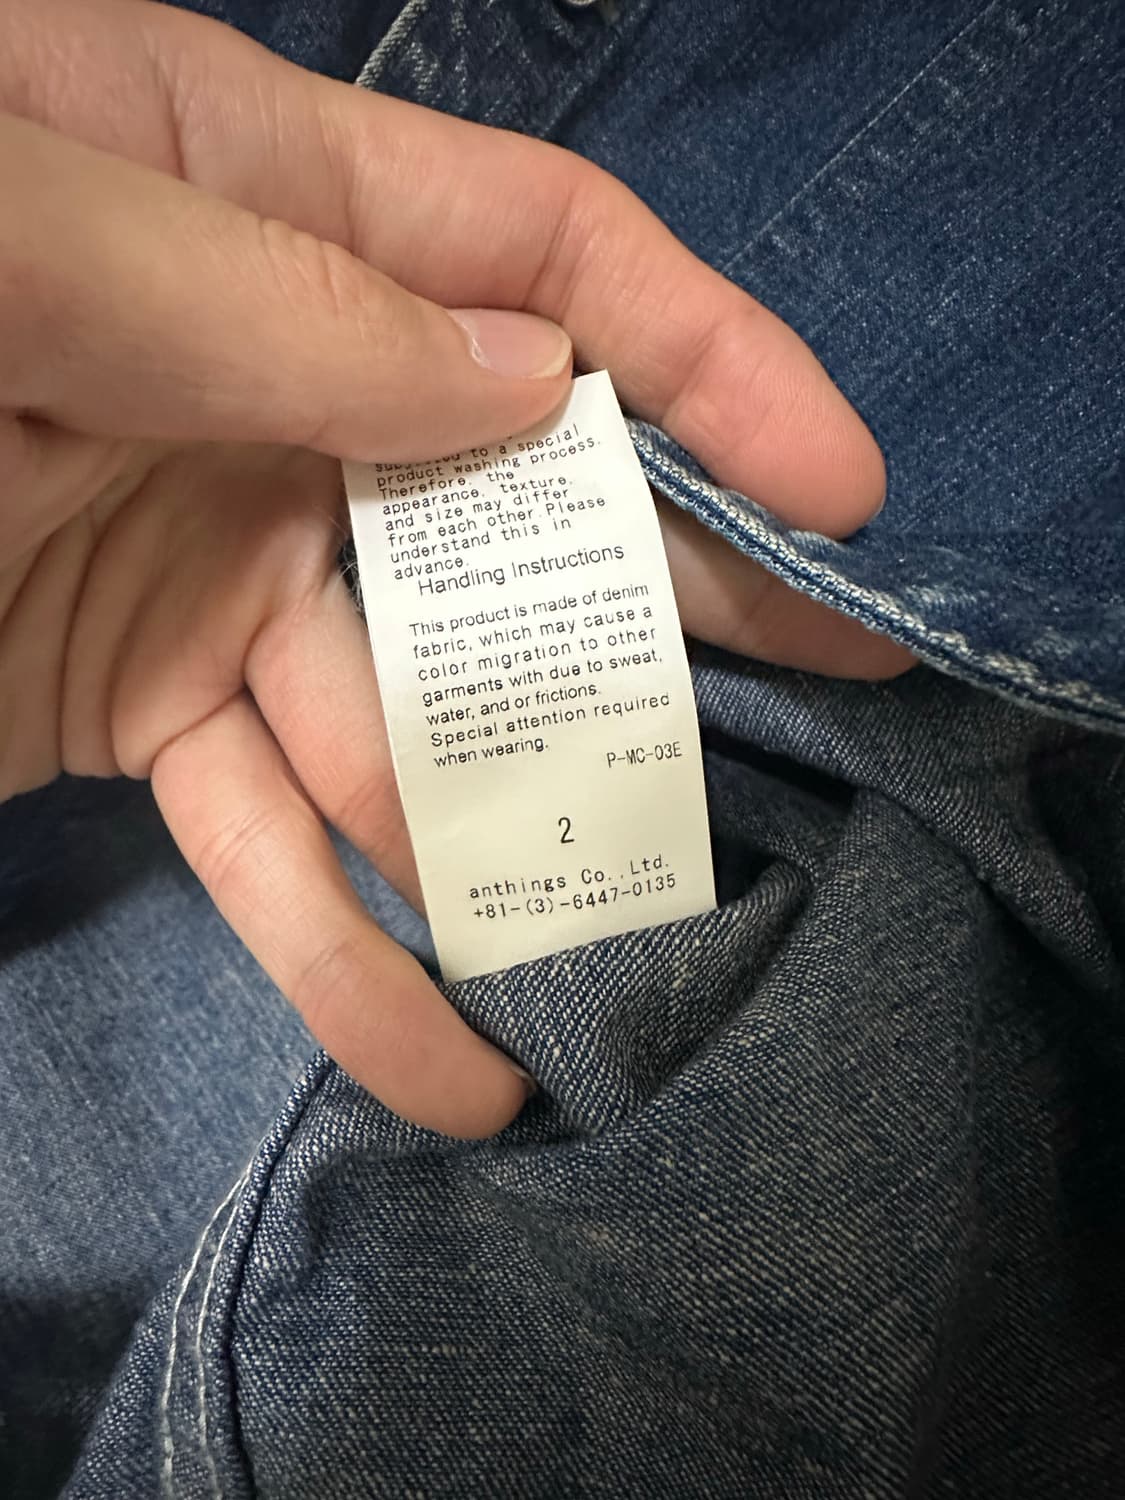 to a special
product washing process.
Therefore, the
appearance, texture,
and size may differ
from each other.Please
understand this in
advance.
Handling Instructions
This product is made of denim
fabric, which may cause a
color migration to other
garments with due to sweat,
water, and or frictions.
Special attention required
when wearing.
P-MC-03E
2
anthings Co.,Ltd.
+81-(3)-6447-0135